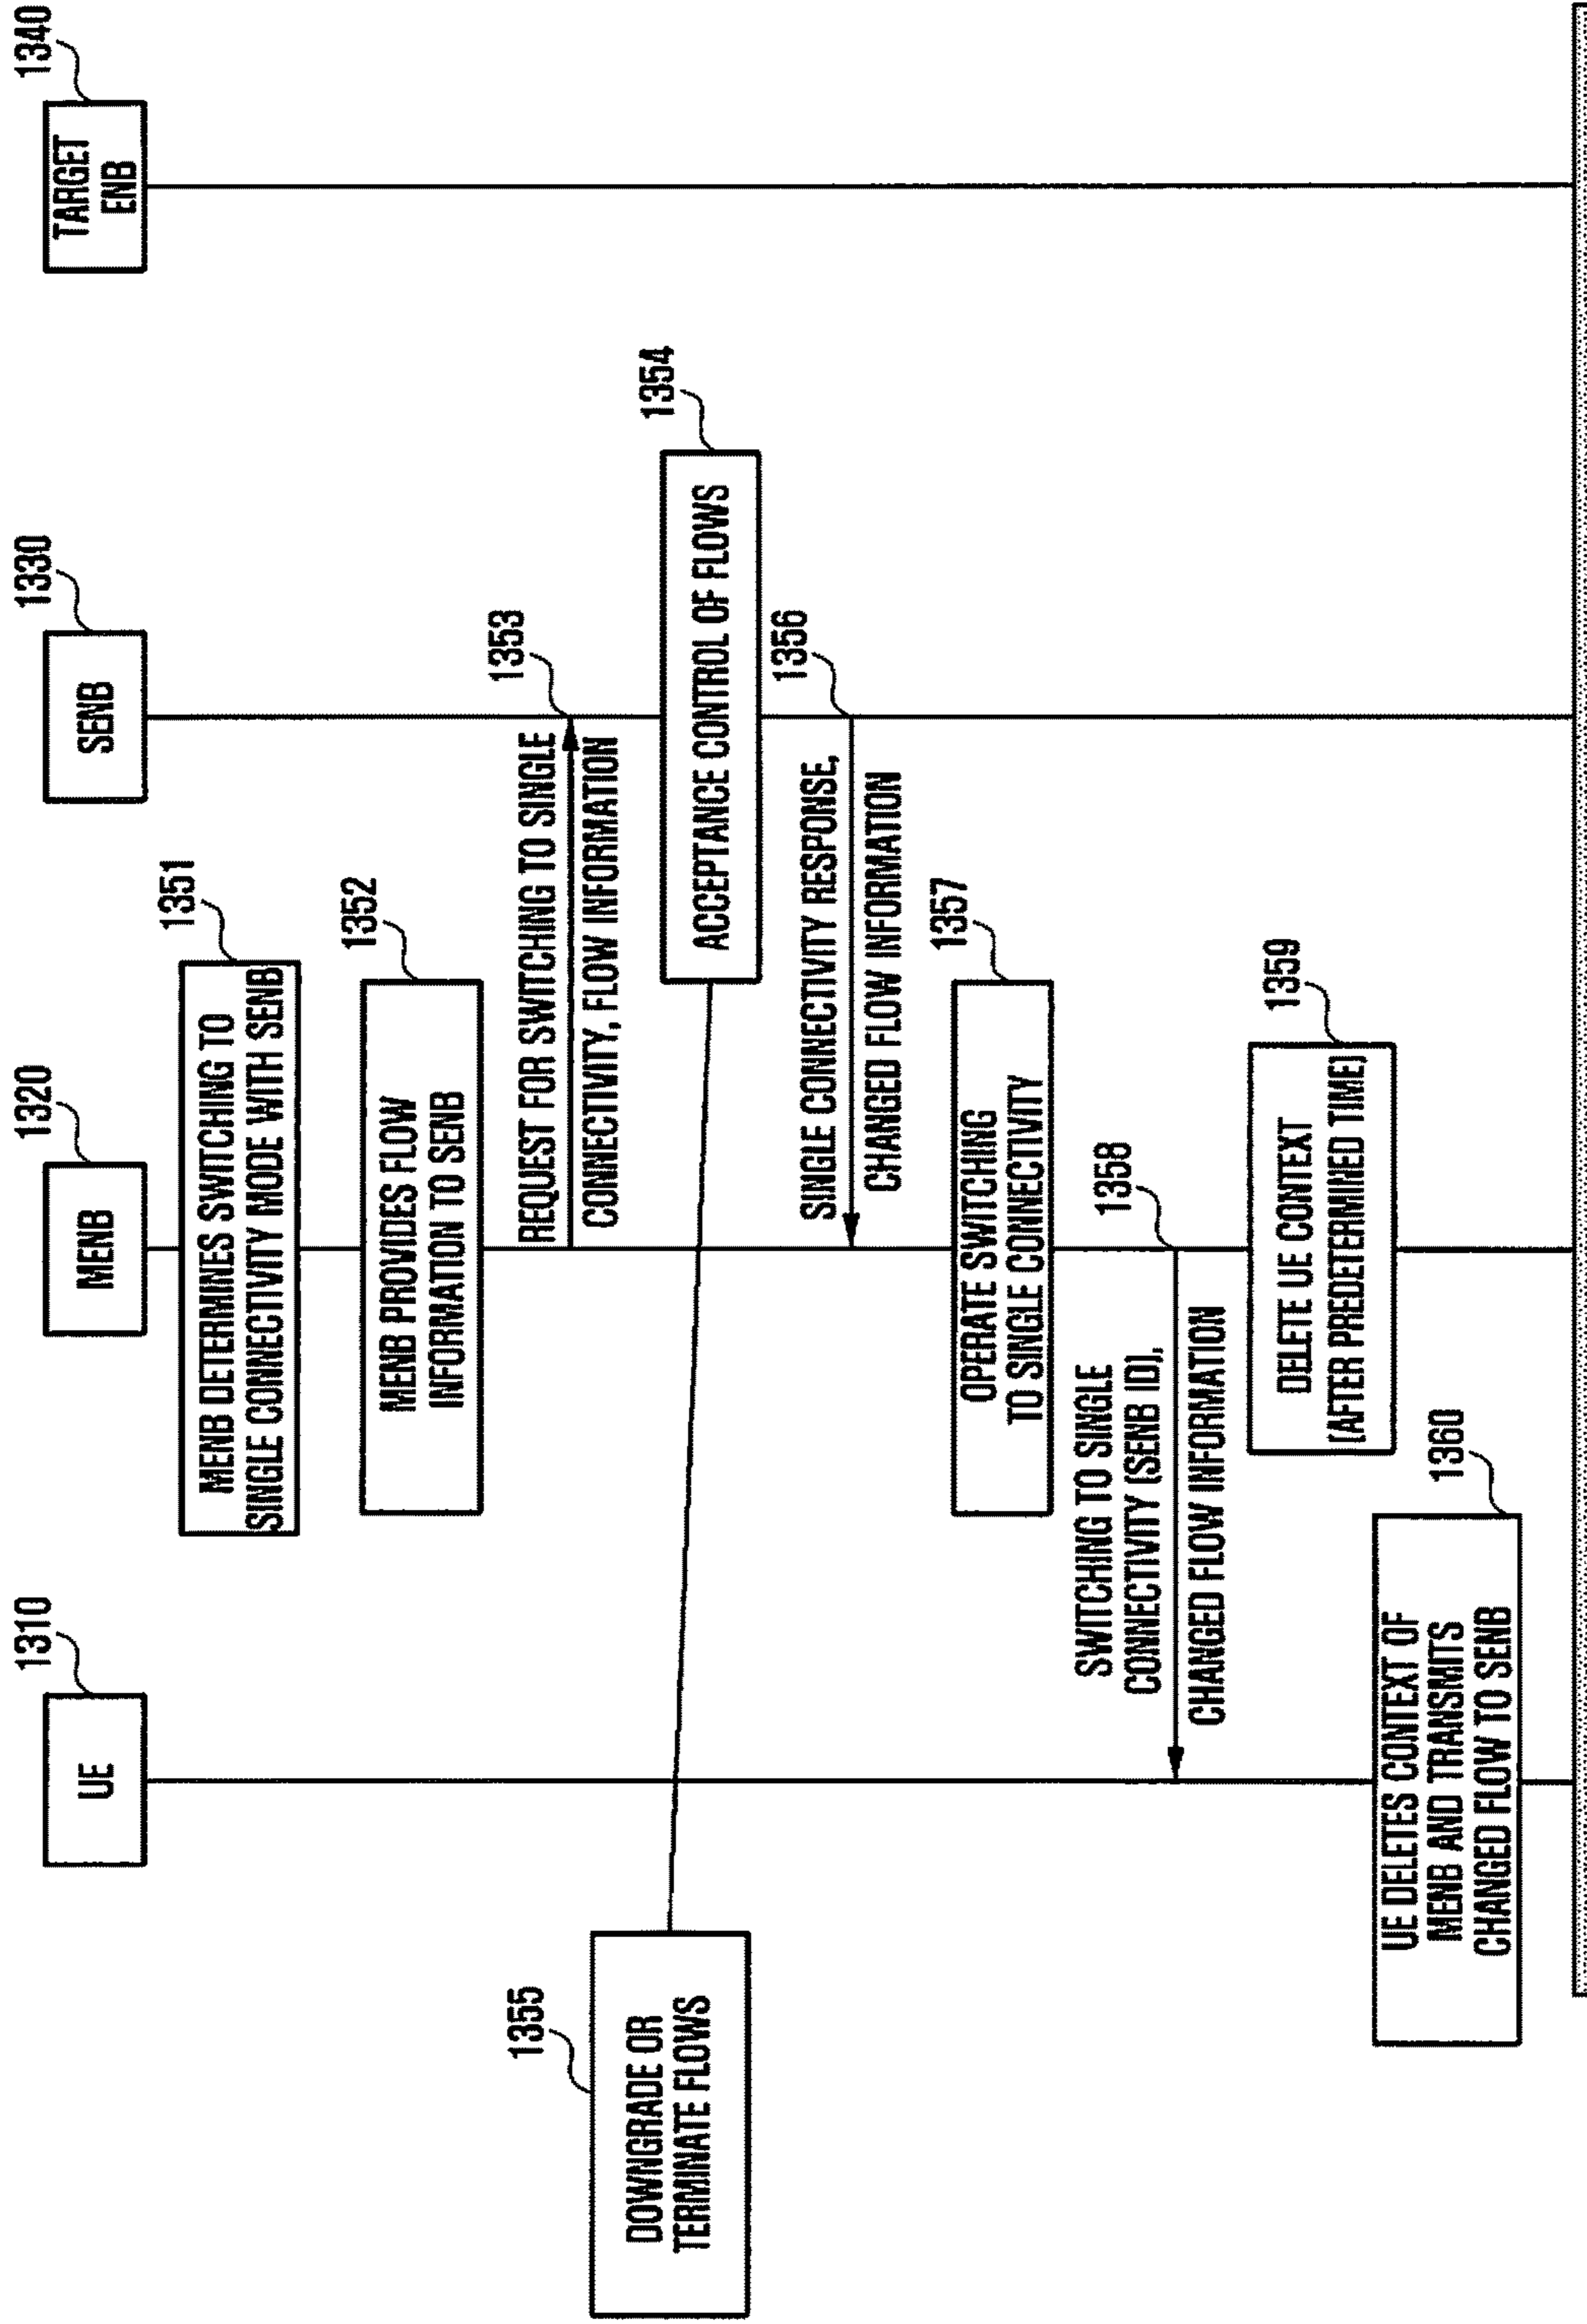 1310
UE
1320
MENB
1330
SENB
1340
TARGET
ENB
1351
MENB DETERMINES SWITCHING TO
SINGLE CONNECTIVITY MODE WITH SENB
1352
MENB PROVIDES FLOW
INFORMATION TO SENB
1353
REQUEST FOR SWITCHING TO SINGLE
CONNECTIVITY, FLOW INFORMATION
1354
ACCEPTANCE CONTROL OF FLOWS
1355
DOWNGRADE OR
TERMINATE FLOWS
1356
SINGLE CONNECTIVITY RESPONSE,
CHANGED FLOW INFORMATION
1357
OPERATE SWITCHING
TO SINGLE CONNECTIVITY
1358
SWITCHING TO SINGLE
CONNECTIVITY (SENB ID),
CHANGED FLOW INFORMATION
1359
DELETE UE CONTEXT
[AFTER PREDETERMINED TIME]
1360
UE DELETES CONTEXT OF
MENB AND TRANSMITS
CHANGED FLOW TO SENB